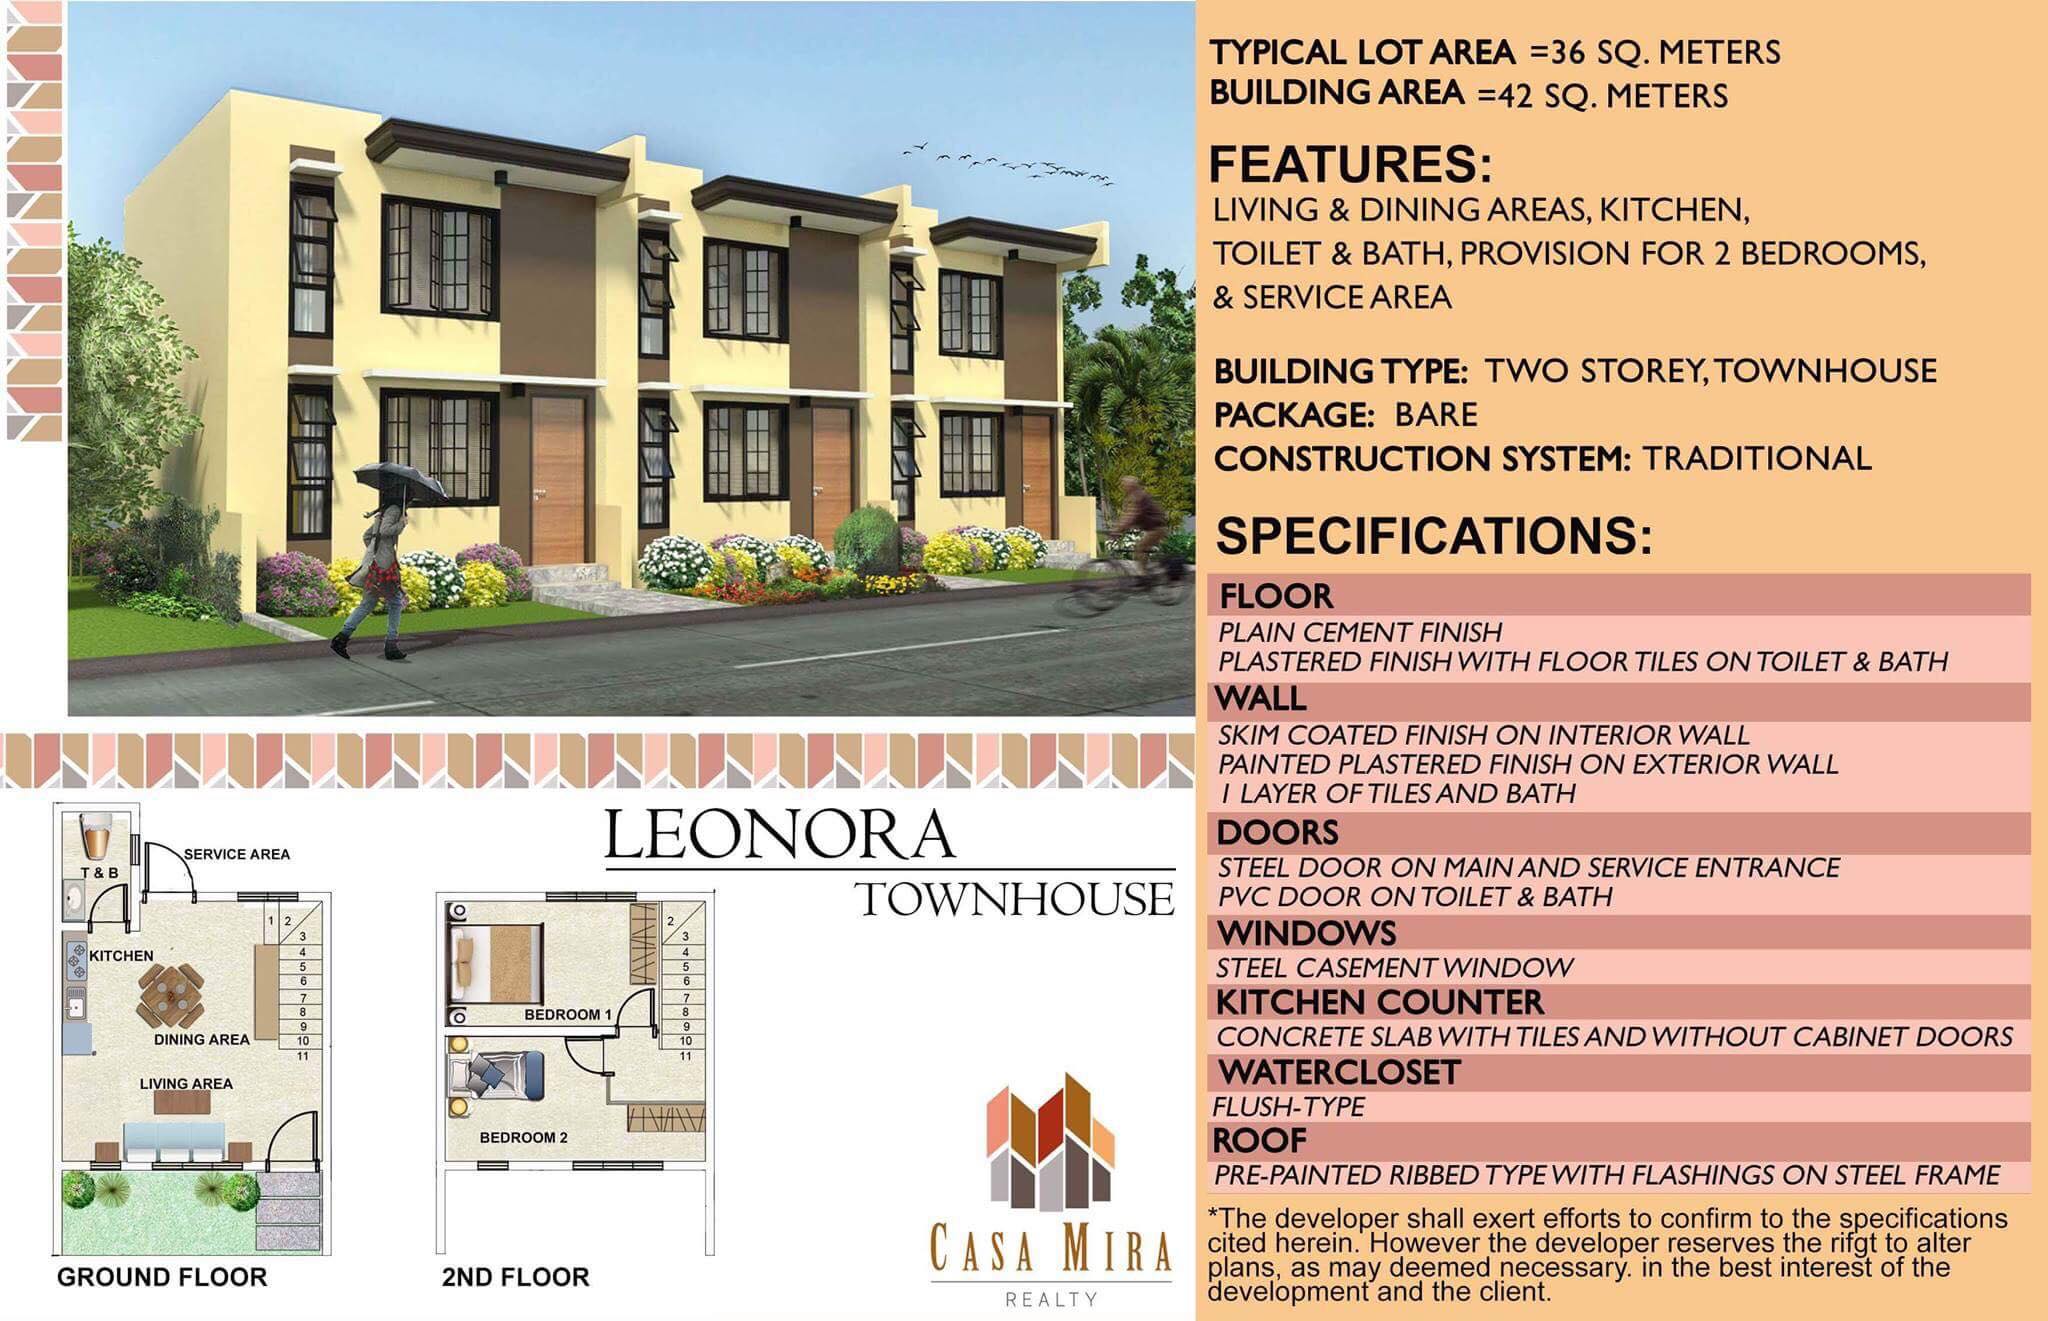 TYPICAL LOT AREA =36 SQ. METERS
BUILDING AREA =42 SQ. METERS
FEATURES:
LIVING & DINING AREAS, KITCHEN,
TOILET & BATH, PROVISION FOR 2 BEDROOMS,
& SERVICE AREA
BUILDING TYPE: TWO STOREY, TOWNHOUSE
PACKAGE: BARE
CONSTRUCTION SYSTEM: TRADITIONAL
SPECIFICATIONS:
FLOOR
PLAIN CEMENT FINISH
PLASTERED FINISH WITH FLOOR TILES ON TOILET & BATH
WALL
SKIM COATED FINISH ON INTERIOR WALL
PAINTED PLASTERED FINISH ON EXTERIOR WALL
1 LAYER OF TILES AND BATH
DOORS
STEEL DOOR ON MAIN AND SERVICE ENTRANCE
PVC DOOR ON TOILET & BATH
WINDOWS
STEEL CASEMENT WINDOW
KITCHEN COUNTER
CONCRETE SLAB WITH TILES AND WITHOUT CABINET DOORS
WATERCLOSET
FLUSH-TYPE
ROOF
PRE-PAINTED RIBBED TYPE WITH FLASHINGS ON STEEL FRAME
*The developer shall exert efforts to confirm to the specifications
cited herein. However the developer reserves the rifgt to alter
plans, as may deemed necessary. in the best interest of the
development and the client.
LEONORA
TOWNHOUSE
SERVICE AREA
T & B
KITCHEN
DINING AREA
LIVING AREA
1 2
3
4
5
6
7
8
9
10
11
GROUND FLOOR
BEDROOM 1
BEDROOM 2
2
3
4
5
6
7
8
9
10
11
2ND FLOOR
CASA MIRA
REALTY